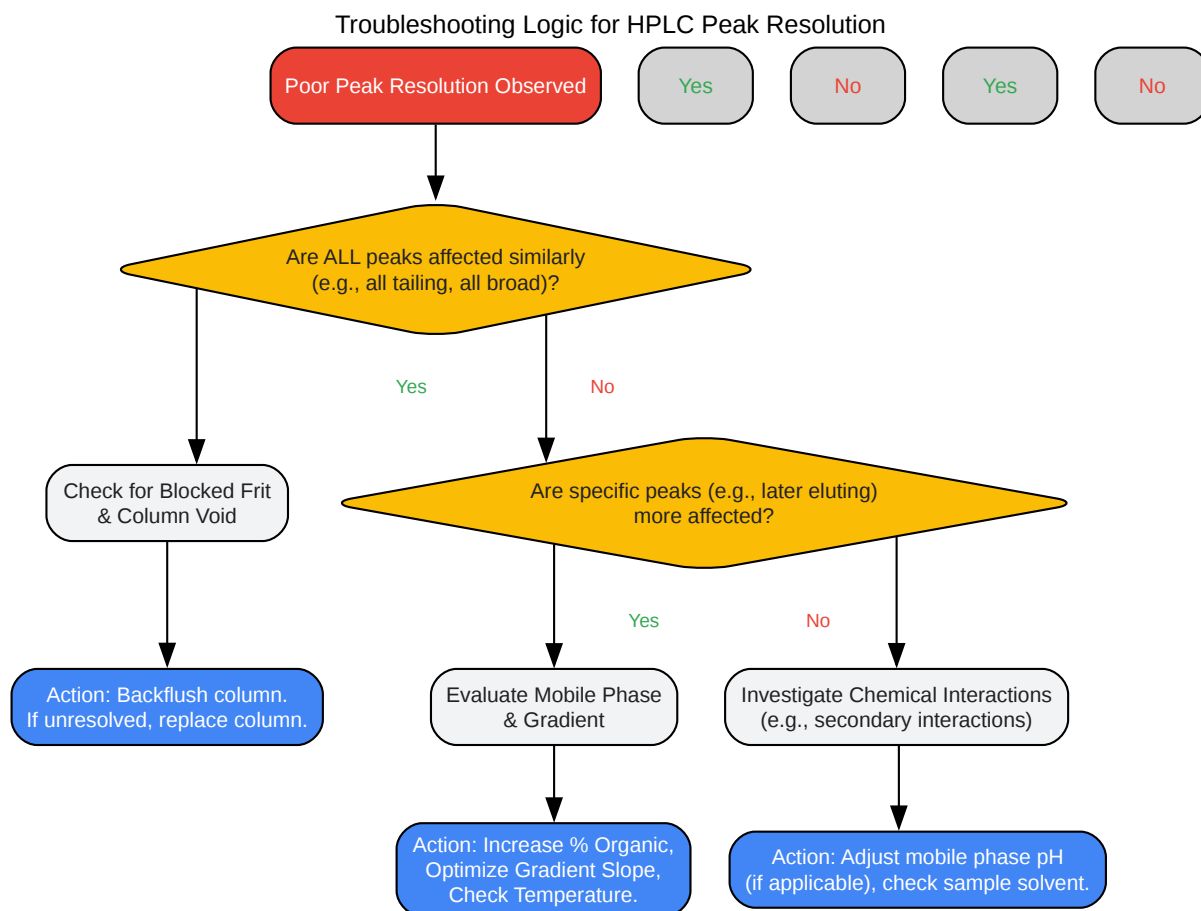 Troubleshooting Logic for HPLC Peak Resolution
Poor Peak Resolution Observed
Yes
No
Yes
No
Are ALL peaks affected similarly
(e.g., all tailing, all broad)?
Yes
No
Check for Blocked Frit
& Column Void
Are specific peaks (e.g., later eluting)
more affected?
Yes
No
Action: Backflush column.
If unresolved, replace column.
Evaluate Mobile Phase
& Gradient
Investigate Chemical Interactions
(e.g., secondary interactions)
Action: Increase % Organic,
Optimize Gradient Slope,
Check Temperature.
Action: Adjust mobile phase pH
(if applicable), check sample solvent.